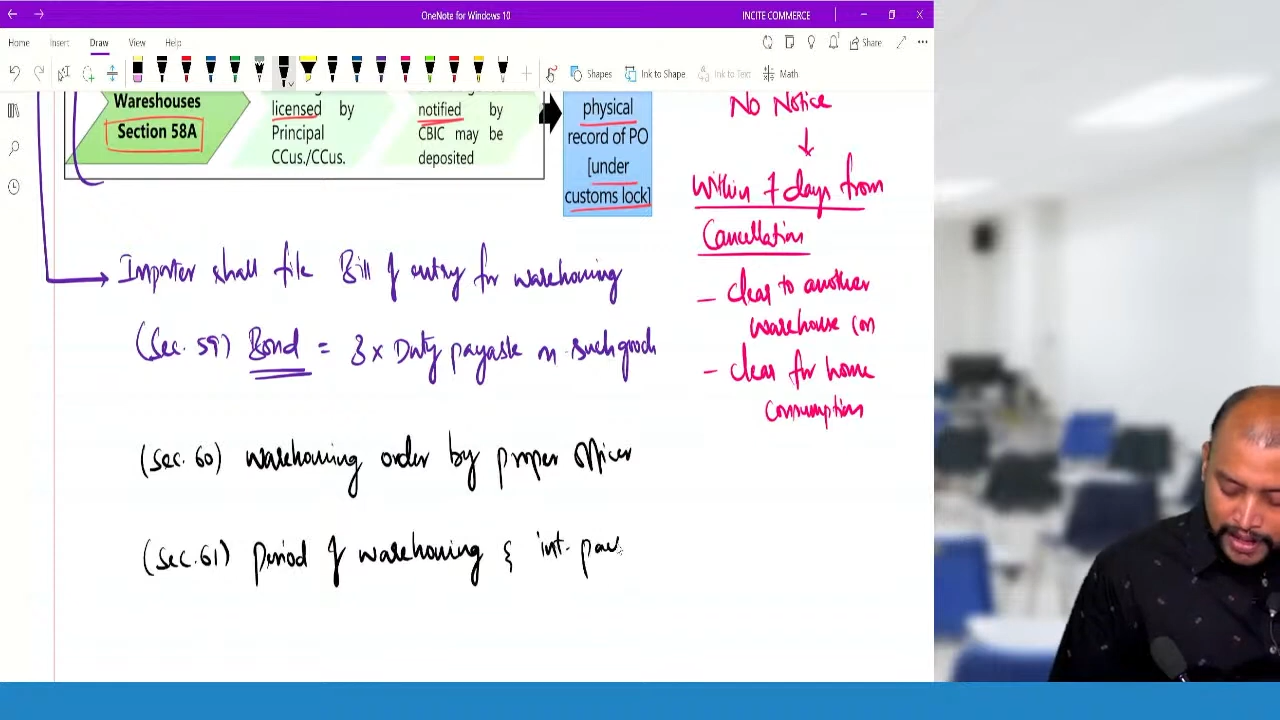 OneNote for Windows 10
INCITE COMMERCE
Home Insert Draw View Help
Share
Shapes Ink to Shape Ink to Text Math
Warehouses
Section 58A
licensed by
Principal
CCus./CCus.
notified by
CBIC may be
deposited
physical
record of PO
[under
customs lock]
No Notice
Within 7 days from
Cancellation
- clear to another
warehouse (or)
- clear for home
consumption
Importer shall file Bill of entry for warehousing
(Sec. 59) Bond = 3 x Duty payable on such goods
(Sec. 60) warehousing order by proper officer
(Sec. 61) Period of warehousing & int. pay